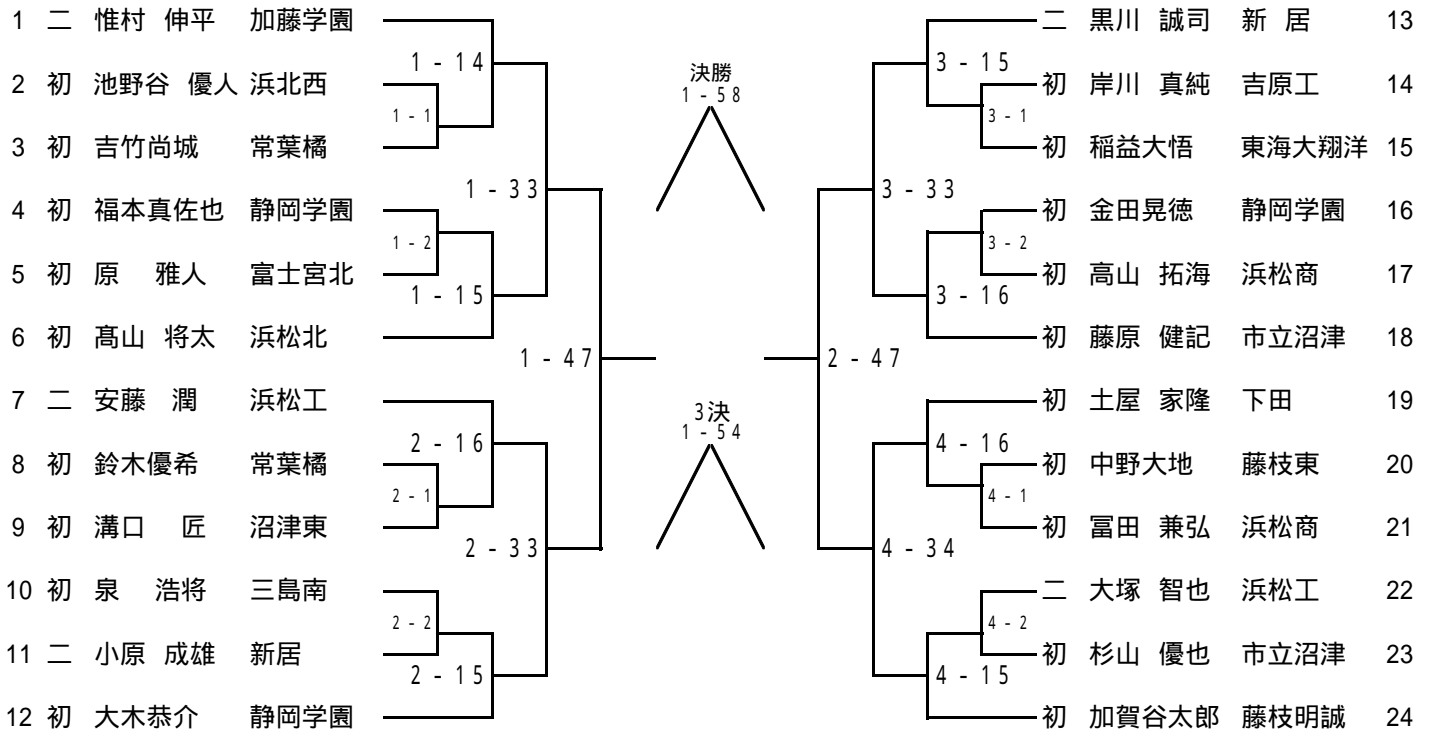 1 二 惟村 伸平 加藤学園
1 - 14
2 初 池野谷 優人 浜北西
1 - 1
3 初 吉竹尚城 常葉橘
1 - 33
4 初 福本真佐也 静岡学園
1 - 2
5 初 原 雅人 富士宮北
1 - 15
6 初 髙山 将太 浜松北
1 - 47
7 二 安藤 潤 浜松工
2 - 16
8 初 鈴木優希 常葉橘
2 - 1
9 初 溝口 匠 沼津東
2 - 33
10 初 泉 浩将 三島南
2 - 2
11 二 小原 成雄 新居
2 - 15
12 初 大木恭介 静岡学園
決勝
1 - 58
3決
1 - 54
二 黒川 誠司 新 居 13
3 - 15
初 岸川 真純 吉原工 14
3 - 1
初 稲益大悟 東海大翔洋 15
3 - 33
初 金田晃徳 静岡学園 16
3 - 2
初 高山 拓海 浜松商 17
3 - 16
初 藤原 健記 市立沼津 18
2 - 47
初 土屋 家隆 下田 19
4 - 16
初 中野大地 藤枝東 20
4 - 1
初 冨田 兼弘 浜松商 21
4 - 34
二 大塚 智也 浜松工 22
4 - 2
初 杉山 優也 市立沼津 23
4 - 15
初 加賀谷太郎 藤枝明誠 24